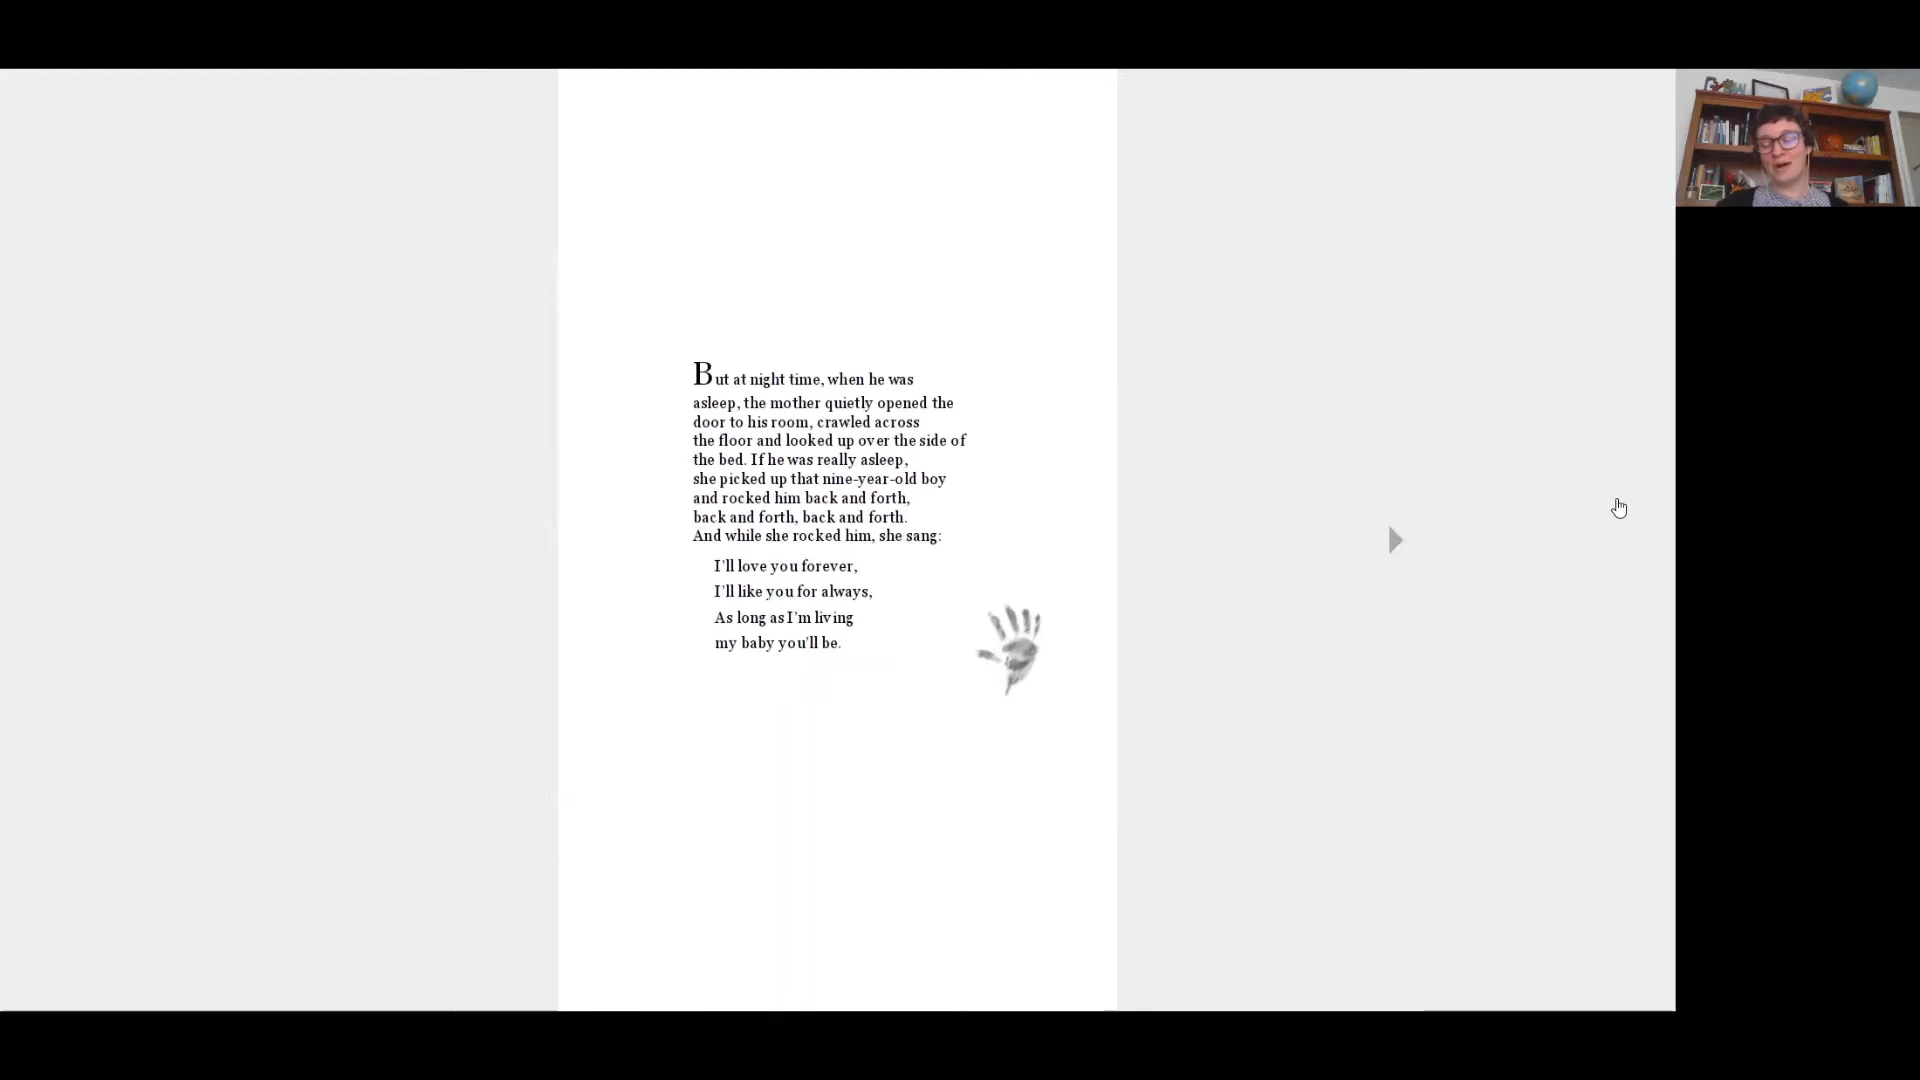 But at night time, when he was
asleep, the mother quietly opened the
door to his room, crawled across
the floor and looked up over the side of
the bed. If he was really asleep,
she picked up that nine-year-old boy
and rocked him back and forth,
back and forth, back and forth.
And while she rocked him, she sang:
I’ll love you forever,
I’ll like you for always,
As long as I’m living
my baby you’ll be.